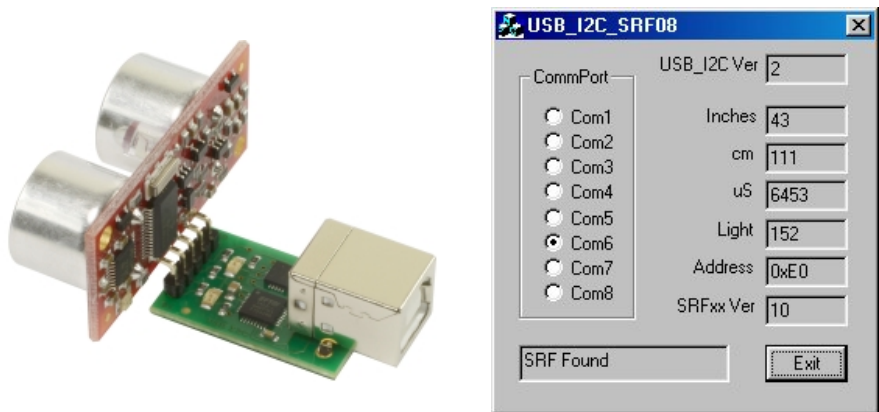 USB_I2C_SRF08
CommPort
Com1
Com2
Com3
Com4
Com5
Com6
Com7
Com8
USB_I2C Ver 2
Inches 43
cm 111
uS 6453
Light 152
Address 0xE0
SRFxx Ver 10
SRF Found
Exit